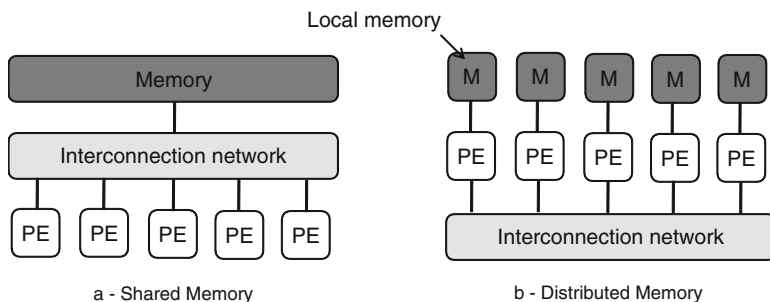 Local memory
Memory
Interconnection network
PE PE PE PE PE
a - Shared Memory
M M M M M
PE PE PE PE PE
Interconnection network
b - Distributed Memory